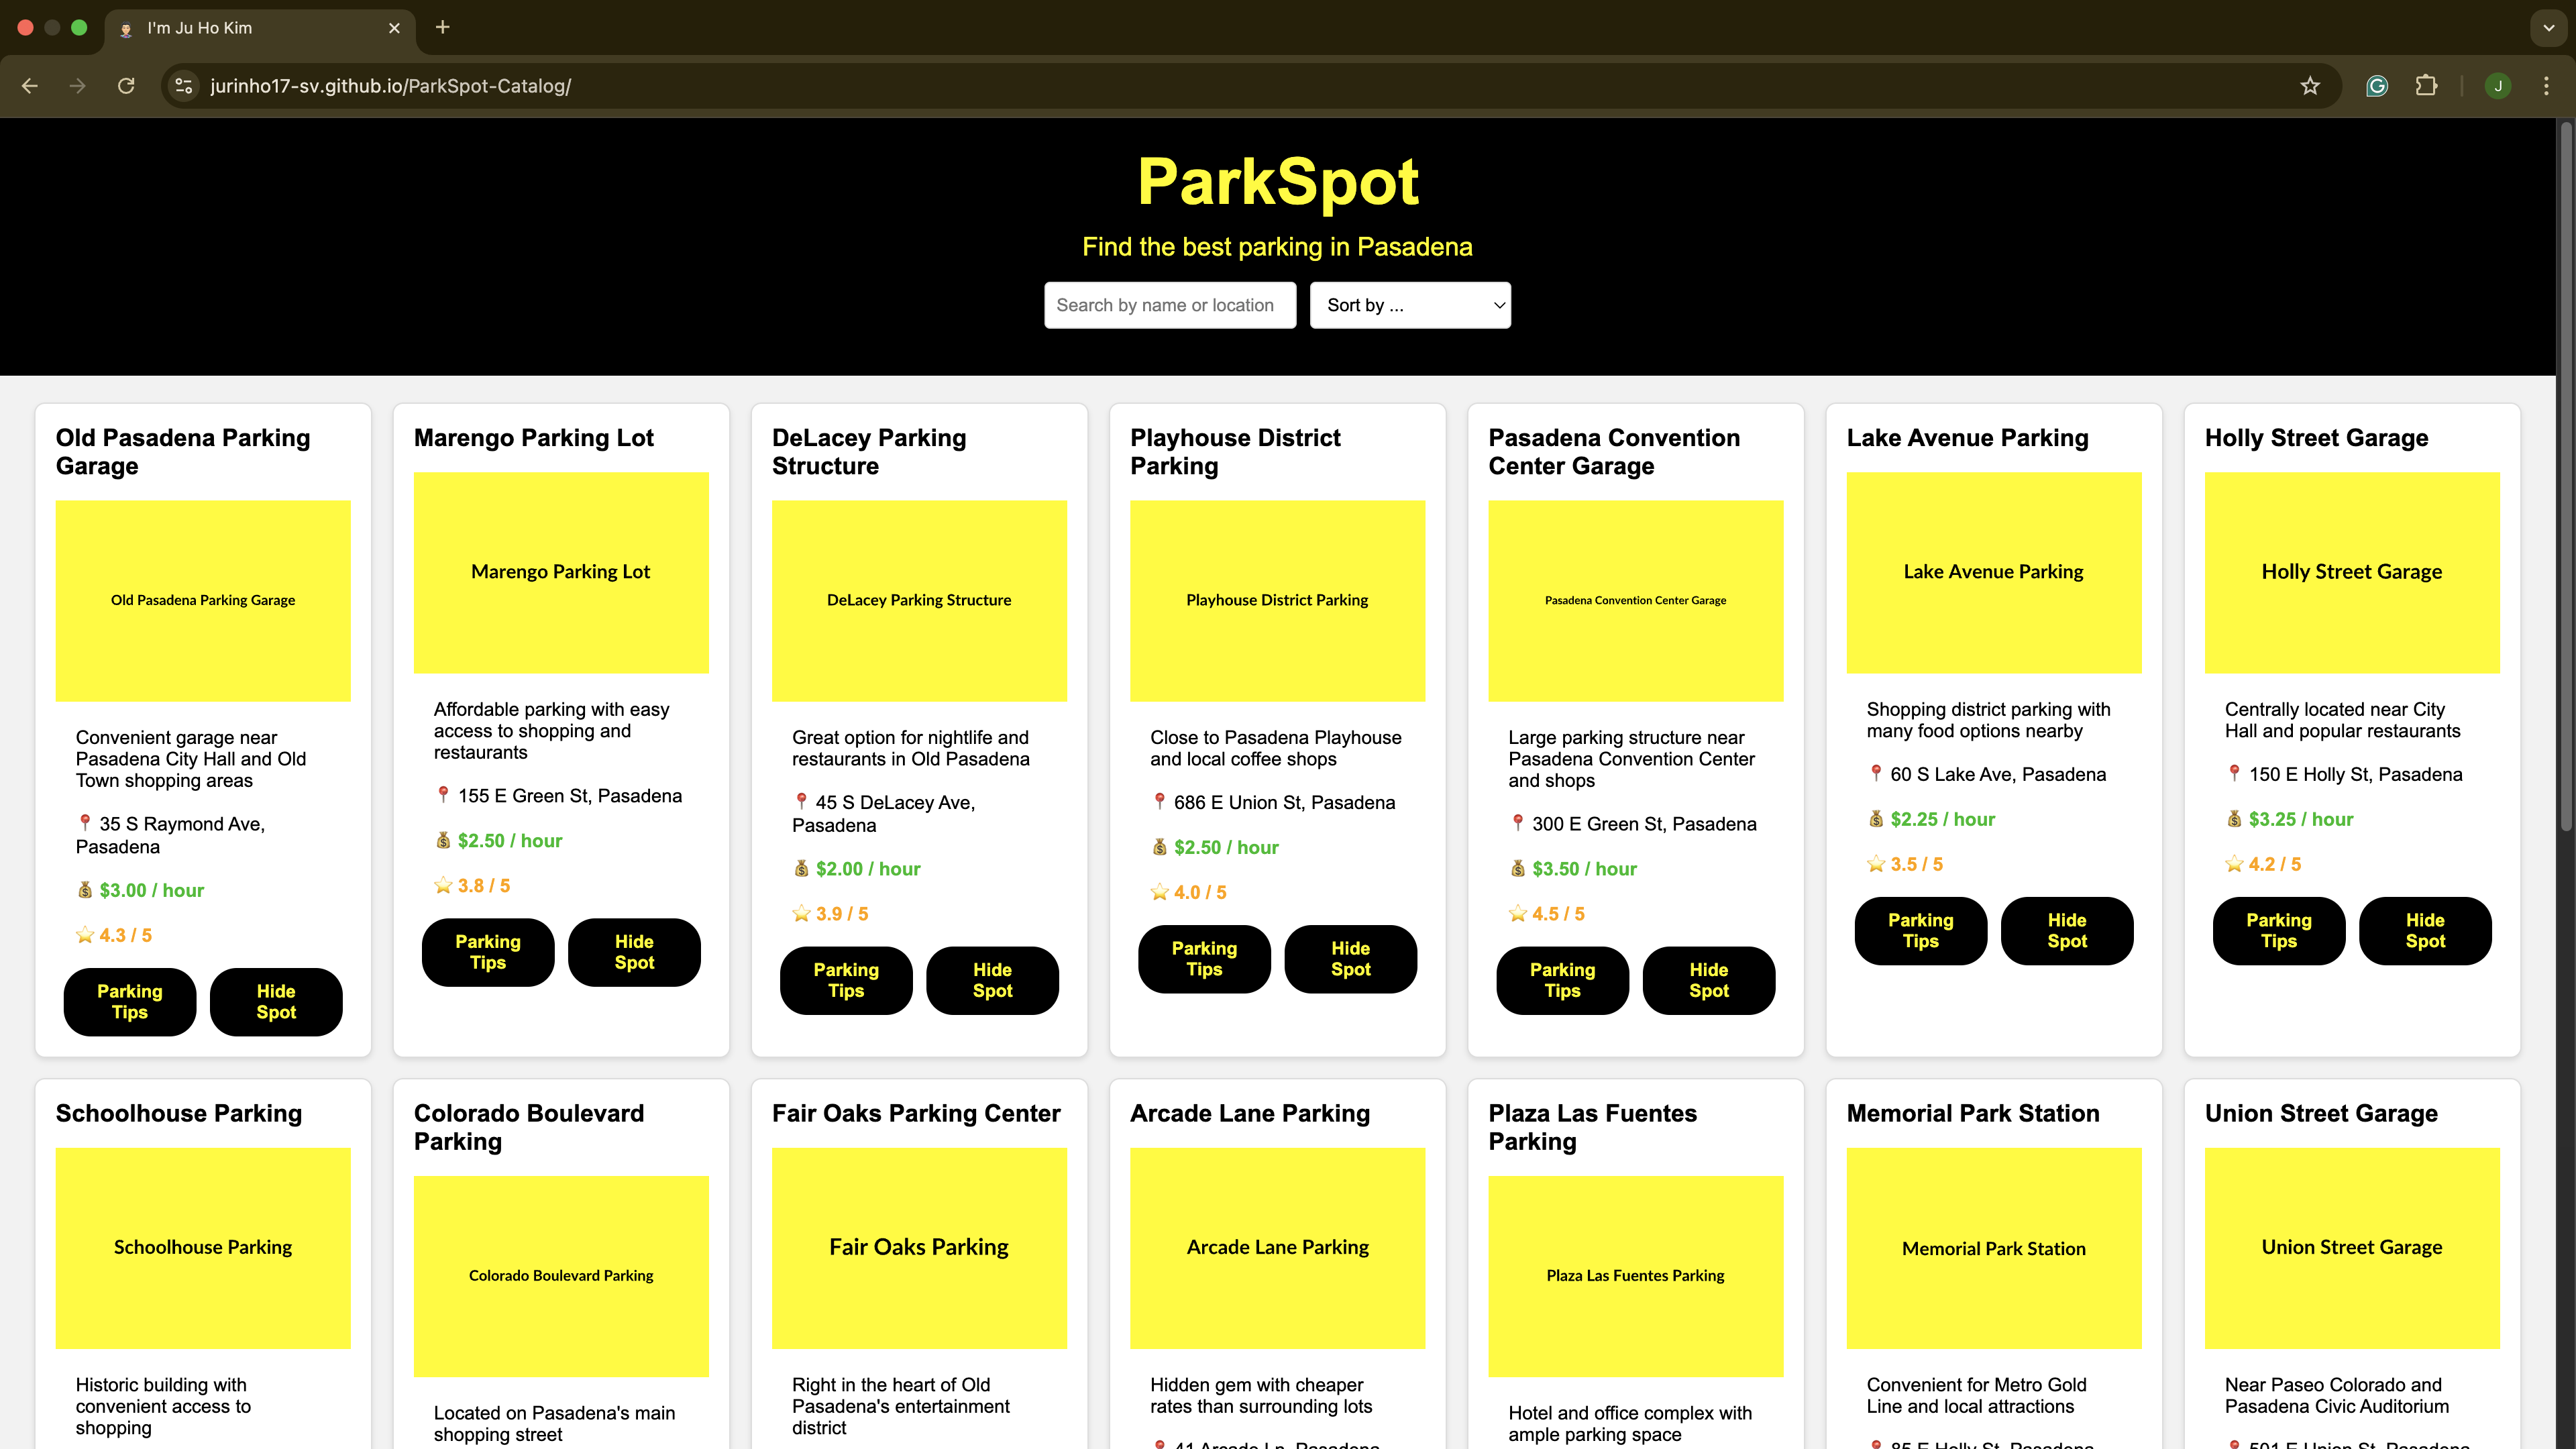 I'm Ju Ho Kim
jurinho17-sv.github.io/ParkSpot-Catalog/
J
ParkSpot
Find the best parking in Pasadena
Search by name or location
Sort by ...
Old Pasadena Parking
Garage
Old Pasadena Parking Garage
Convenient garage near
Pasadena City Hall and Old
Town shopping areas
📍 35 S Raymond Ave,
Pasadena
💰 $3.00 / hour
⭐ 4.3 / 5
Parking
Tips
Hide
Spot
Marengo Parking Lot
Marengo Parking Lot
Affordable parking with easy
access to shopping and
restaurants
📍 155 E Green St, Pasadena
💰 $2.50 / hour
⭐ 3.8 / 5
Parking
Tips
Hide
Spot
DeLacey Parking
Structure
DeLacey Parking Structure
Great option for nightlife and
restaurants in Old Pasadena
📍 45 S DeLacey Ave,
Pasadena
💰 $2.00 / hour
⭐ 3.9 / 5
Parking
Tips
Hide
Spot
Playhouse District
Parking
Playhouse District Parking
Close to Pasadena Playhouse
and local coffee shops
📍 686 E Union St, Pasadena
💰 $2.50 / hour
⭐ 4.0 / 5
Parking
Tips
Hide
Spot
Pasadena Convention
Center Garage
Pasadena Convention Center Garage
Large parking structure near
Pasadena Convention Center
and shops
📍 300 E Green St, Pasadena
💰 $3.50 / hour
⭐ 4.5 / 5
Parking
Tips
Hide
Spot
Lake Avenue Parking
Lake Avenue Parking
Shopping district parking with
many food options nearby
📍 60 S Lake Ave, Pasadena
💰 $2.25 / hour
⭐ 3.5 / 5
Parking
Tips
Hide
Spot
Holly Street Garage
Holly Street Garage
Centrally located near City
Hall and popular restaurants
📍 150 E Holly St, Pasadena
💰 $3.25 / hour
⭐ 4.2 / 5
Parking
Tips
Hide
Spot
Schoolhouse Parking
Schoolhouse Parking
Historic building with
convenient access to
shopping
Colorado Boulevard
Parking
Colorado Boulevard Parking
Located on Pasadena's main
shopping street
Fair Oaks Parking Center
Fair Oaks Parking
Right in the heart of Old
Pasadena's entertainment
district
Arcade Lane Parking
Arcade Lane Parking
Hidden gem with cheaper
rates than surrounding lots
📍 41 Arcade Ln, Pasadena
Plaza Las Fuentes
Parking
Plaza Las Fuentes Parking
Hotel and office complex with
ample parking space
Memorial Park Station
Memorial Park Station
Convenient for Metro Gold
Line and local attractions
📍 85 E Holly St, Pasadena
Union Street Garage
Union Street Garage
Near Paseo Colorado and
Pasadena Civic Auditorium
📍 501 E Union St, Pasadena